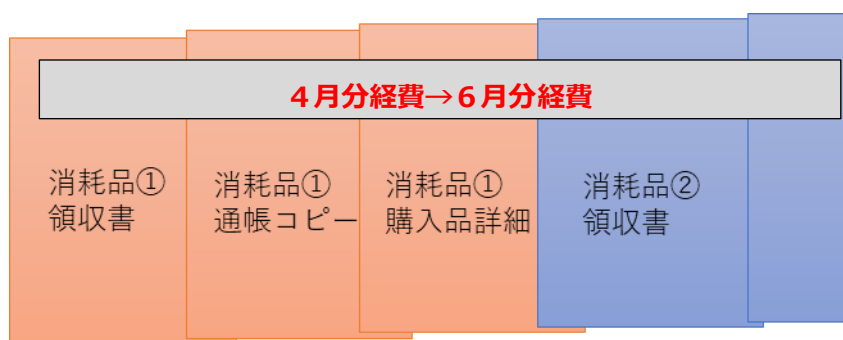 ４月分経費→６月分経費
消耗品①
領収書
消耗品①
通帳コピー
消耗品①
購入品詳細
消耗品②
領収書